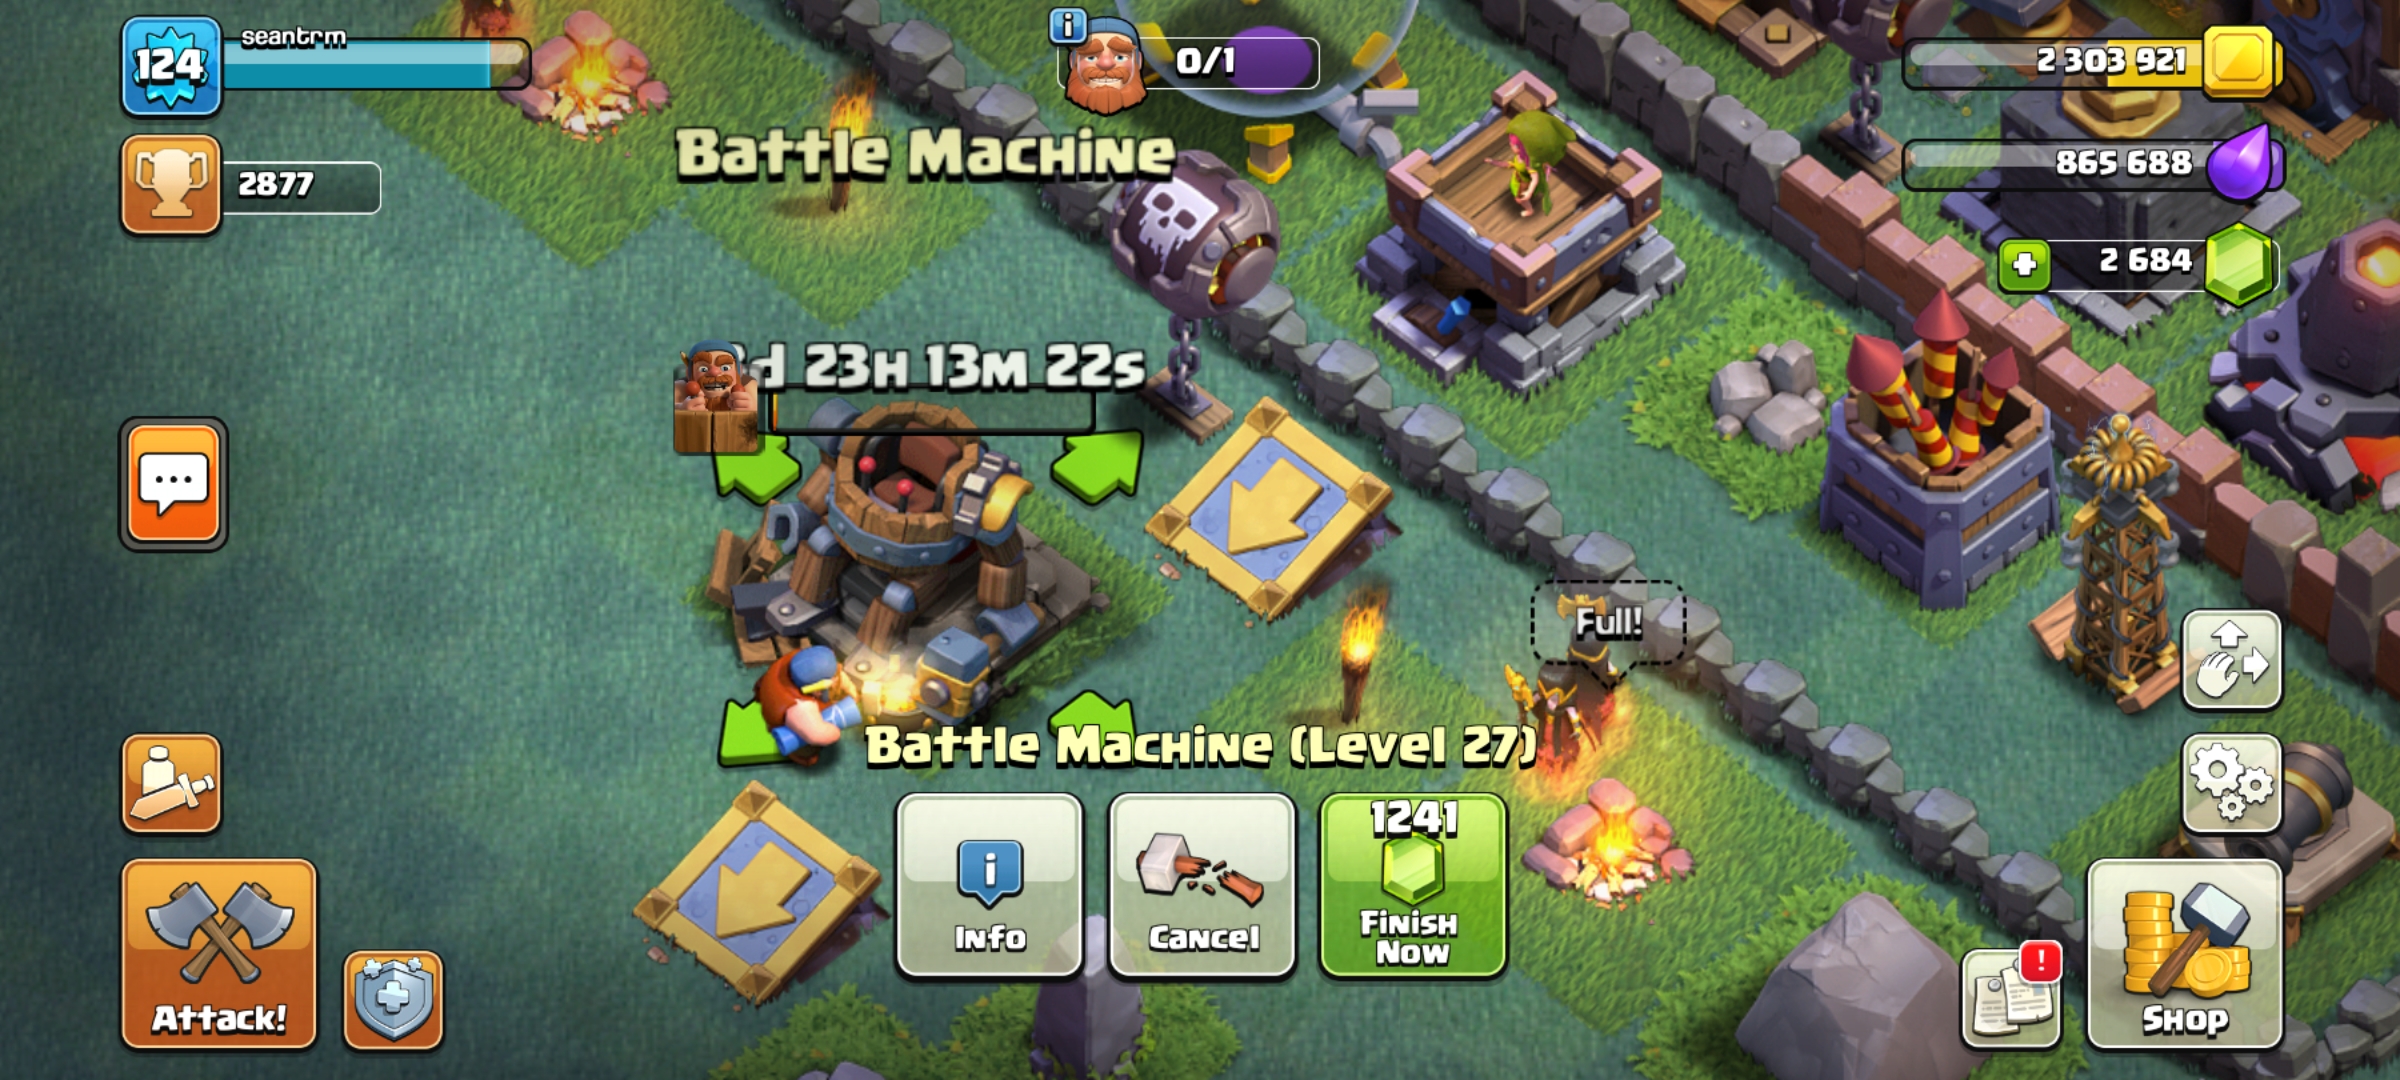 124
seantrm
i
0/1
2 303 921
2877
Battle Machine
865 688
2 684
23H 13M 22s
Full!
Battle Machine (Level 27)
1241
i
Info
Cancel
Finish
Now
!
Attack!
Shop